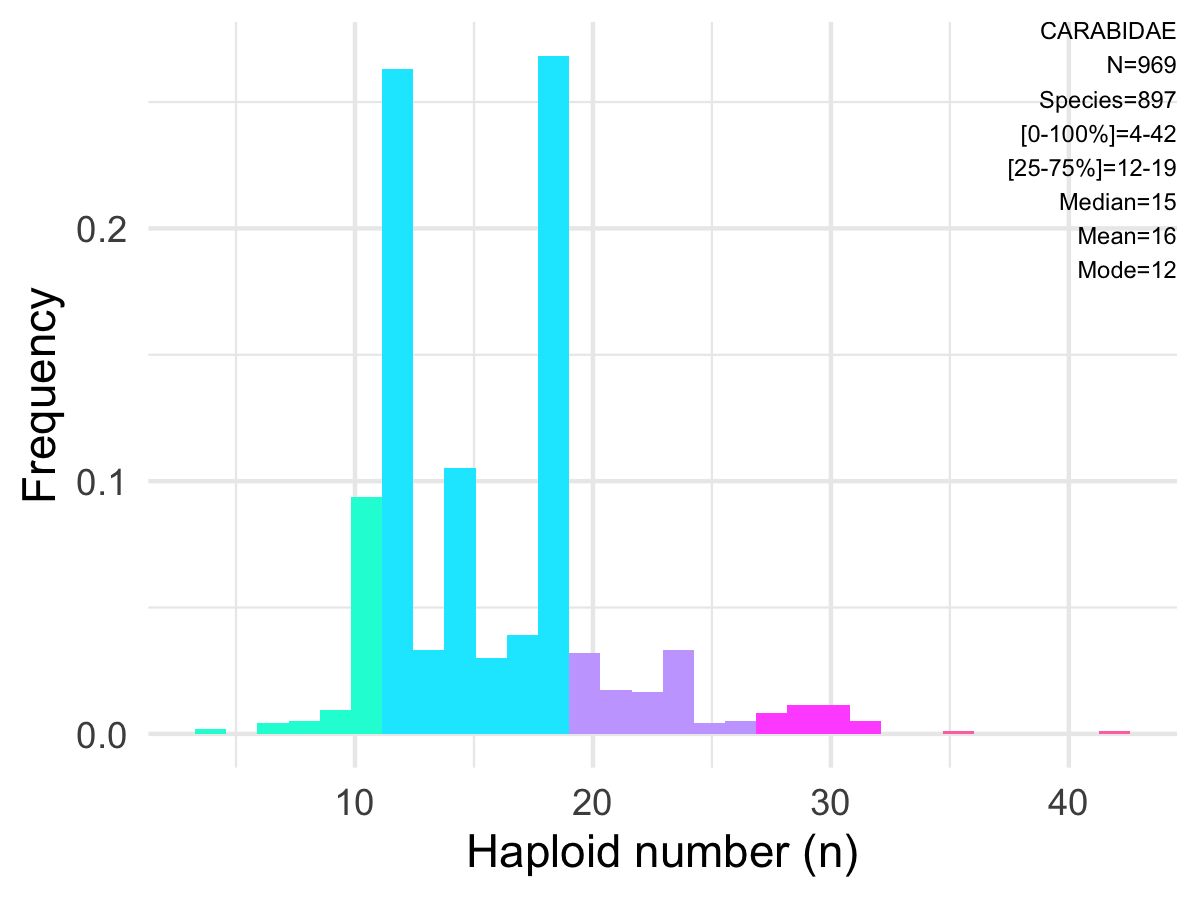 CARABIDAE
N=969
Species=897
[0-100%]=4-42
[25-75%]=12-19
Median=15
Mean=16
Mode=12
Frequency
0.2
0.1
0.0
10 20 30 40
Haploid number (n)